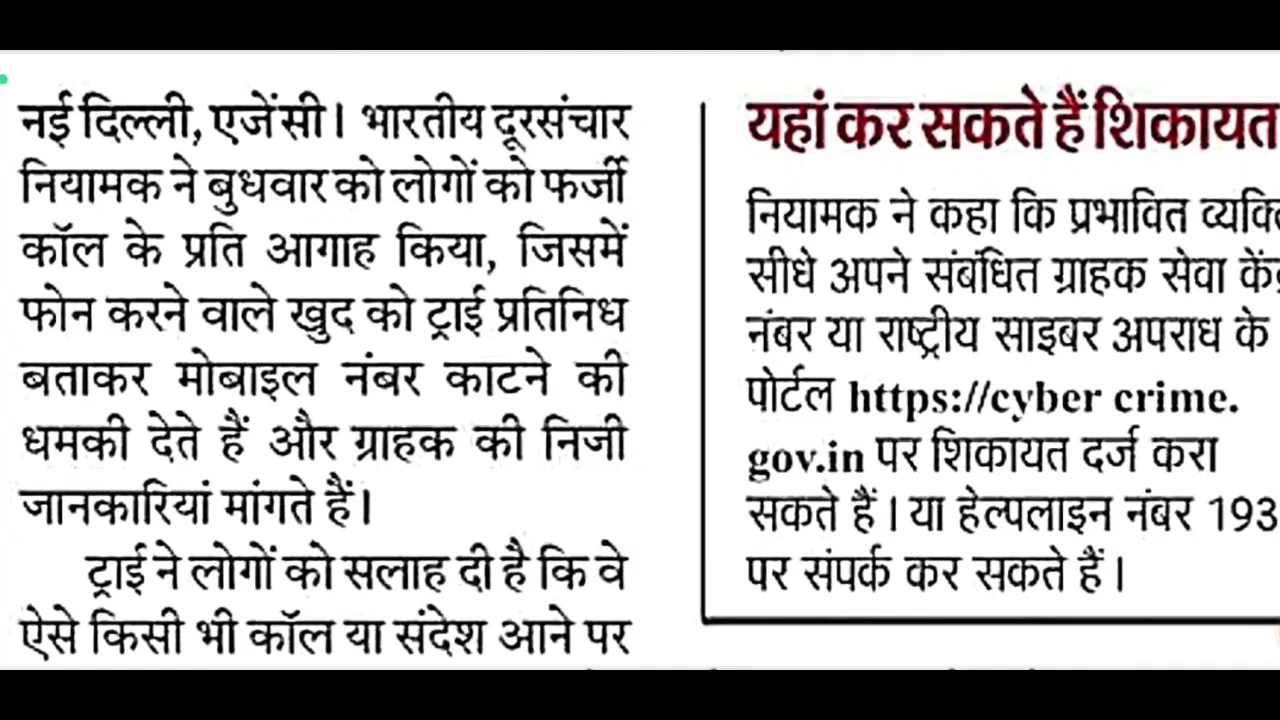 नई दिल्ली, एजेंसी। भारतीय दूरसंचार
नियामक ने बुधवार को लोगों को फर्जी
कॉल के प्रति आगाह किया, जिसमें
फोन करने वाले खुद को ट्राई प्रतिनिध
बताकर मोबाइल नंबर काटने की
धमकी देते हैं और ग्राहक की निजी
जानकारियां मांगते हैं।
ट्राई ने लोगों को सलाह दी है कि वे
ऐसे किसी भी कॉल या संदेश आने पर
यहां कर सकते हैं शिकायत
नियामक ने कहा कि प्रभावित
सीधे अपने संबंधित ग्राहक सेवा
नंबर या राष्ट्रीय साइबर अपराध के
पोर्टल https://cyber crime.
gov.in पर शिकायत दर्ज करा
सकते हैं। या हेल्पलाइन नंबर 193
पर संपर्क कर सकते हैं।